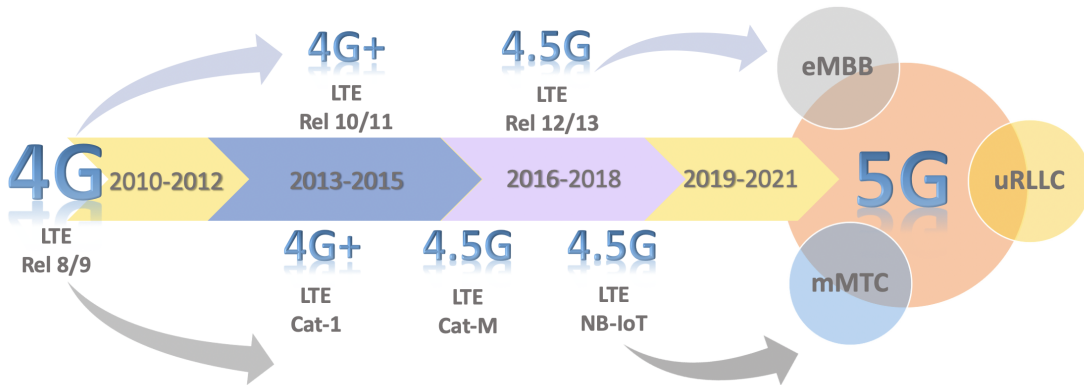 4G+
LTE
Rel 10/11
4.5G
LTE
Rel 12/13
eMBB
4G
2010-2012
2013-2015
2016-2018
2019-2021
5G
uRLLC
LTE
Rel 8/9
4G+
LTE
Cat-1
4.5G
LTE
Cat-M
4.5G
LTE
NB-IoT
mMTC